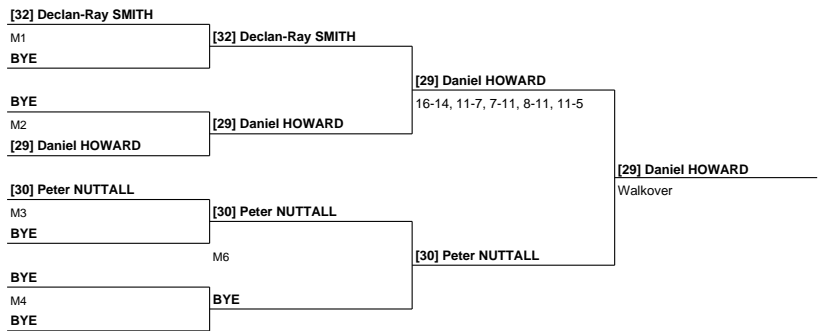 [32] Declan-Ray SMITH
M1
[32] Declan-Ray SMITH
BYE
[29] Daniel HOWARD
BYE
16-14, 11-7, 7-11, 8-11, 11-5
M2
[29] Daniel HOWARD
[29] Daniel HOWARD
[29] Daniel HOWARD
[30] Peter NUTTALL
Walkover
M3
[30] Peter NUTTALL
BYE
M6
[30] Peter NUTTALL
BYE
M4
BYE
BYE